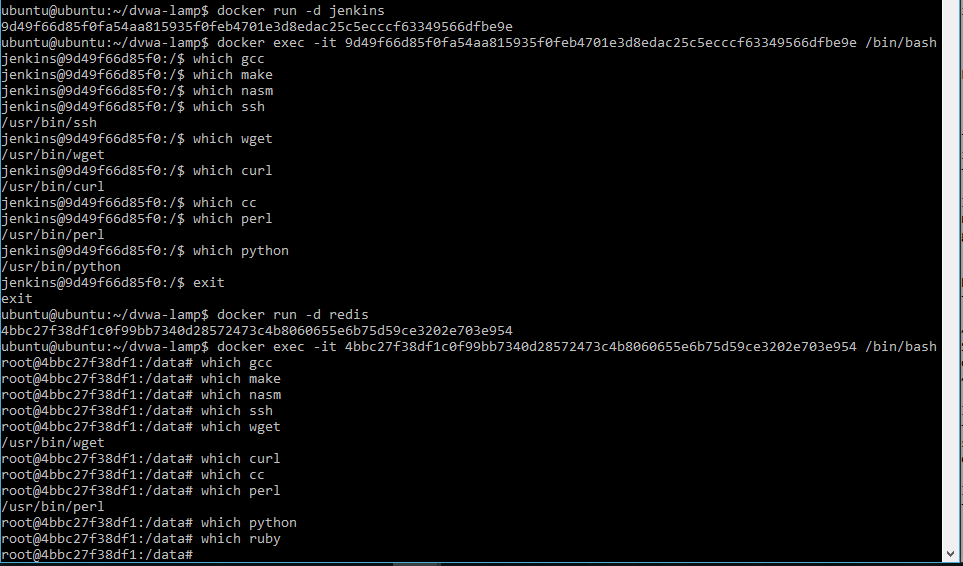 ubuntu@ubuntu:~/dvwa-lamp$ docker run -d jenkins
9d49f66d85f0fa54aa815935f0feb4701e3d8edac25c5ecccf63349566dfbe9e
ubuntu@ubuntu:~/dvwa-lamp$ docker exec -it 9d49f66d85f0fa54aa815935f0feb4701e3d8edac25c5ecccf63349566dfbe9e /bin/bash
jenkins@9d49f66d85f0:/$ which gcc
jenkins@9d49f66d85f0:/$ which make
jenkins@9d49f66d85f0:/$ which nasm
jenkins@9d49f66d85f0:/$ which ssh
/usr/bin/ssh
jenkins@9d49f66d85f0:/$ which wget
/usr/bin/wget
jenkins@9d49f66d85f0:/$ which curl
/usr/bin/curl
jenkins@9d49f66d85f0:/$ which cc
jenkins@9d49f66d85f0:/$ which perl
/usr/bin/perl
jenkins@9d49f66d85f0:/$ which python
/usr/bin/python
jenkins@9d49f66d85f0:/$ exit
exit
ubuntu@ubuntu:~/dvwa-lamp$ docker run -d redis
4bbc27f38df1c0f99bb7340d28572473c4b8060655e6b75d59ce3202e703e954
ubuntu@ubuntu:~/dvwa-lamp$ docker exec -it 4bbc27f38df1c0f99bb7340d28572473c4b8060655e6b75d59ce3202e703e954 /bin/bash
root@4bbc27f38df1:/data# which gcc
root@4bbc27f38df1:/data# which make
root@4bbc27f38df1:/data# which nasm
root@4bbc27f38df1:/data# which ssh
root@4bbc27f38df1:/data# which wget
/usr/bin/wget
root@4bbc27f38df1:/data# which curl
root@4bbc27f38df1:/data# which cc
root@4bbc27f38df1:/data# which perl
/usr/bin/perl
root@4bbc27f38df1:/data# which python
root@4bbc27f38df1:/data# which ruby
root@4bbc27f38df1:/data#